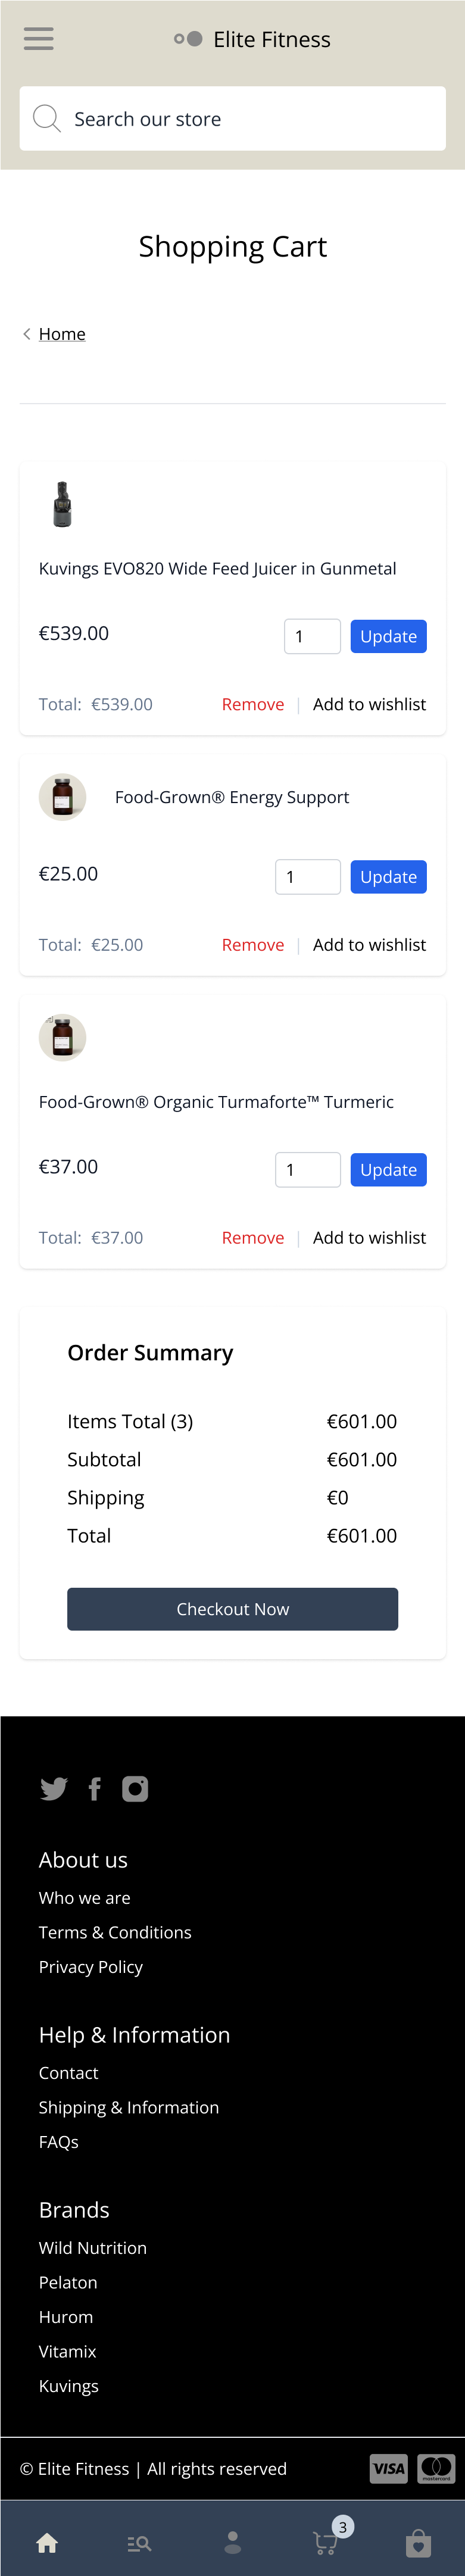 Elite Fitness
Search our store
Shopping Cart
Home
Kuvings EVO820 Wide Feed Juicer in Gunmetal
€539.00 1 Update
Total: €539.00 Remove | Add to wishlist
Food-Grown® Energy Support
€25.00 1 Update
Total: €25.00 Remove | Add to wishlist
Food-Grown® Organic Turmaforte™ Turmeric
€37.00 1 Update
Total: €37.00 Remove | Add to wishlist
Order Summary
Items Total (3) €601.00
Subtotal €601.00
Shipping €0
Total €601.00
Checkout Now
About us
Who we are
Terms & Conditions
Privacy Policy
Help & Information
Contact
Shipping & Information
FAQs
Brands
Wild Nutrition
Pelaton
Hurom
Vitamix
Kuvings
© Elite Fitness | All rights reserved VISA mastercard
3